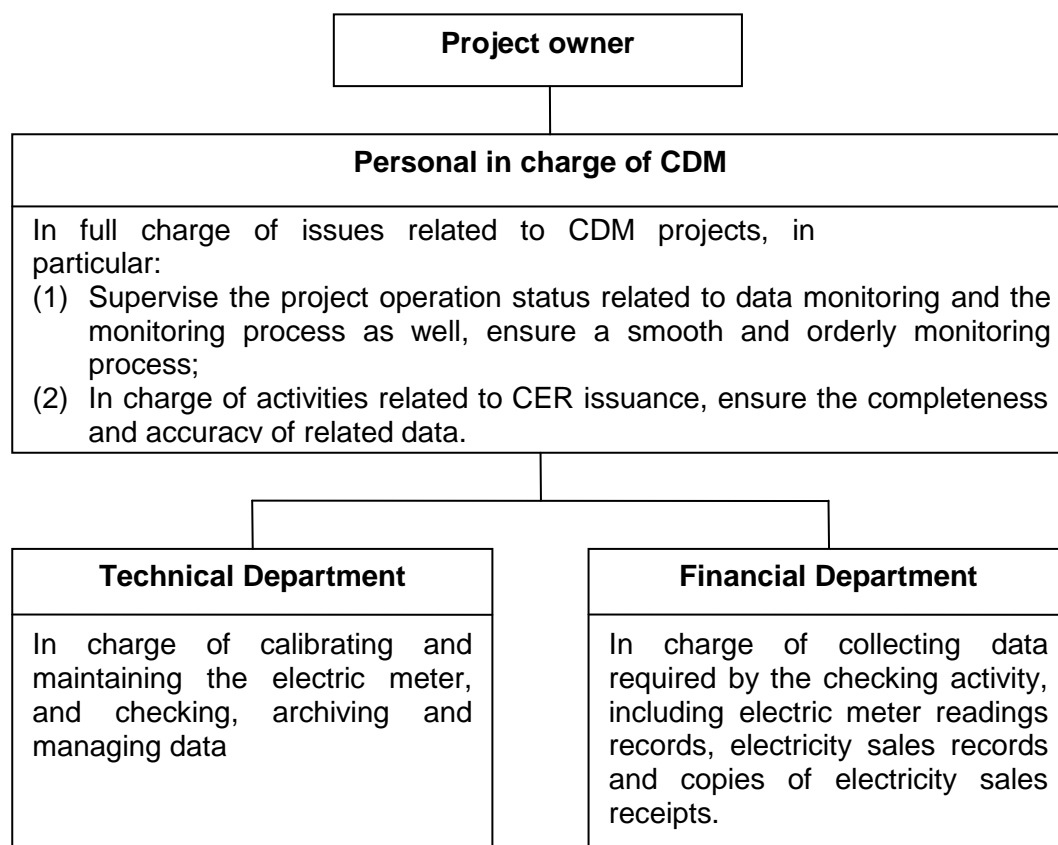 Project owner
Personal in charge of CDM
In full charge of issues related to CDM projects, in
particular:
(1) Supervise the project operation status related to data monitoring and the
monitoring process as well, ensure a smooth and orderly monitoring
process;
(2) In charge of activities related to CER issuance, ensure the completeness
and accuracy of related data.
Technical Department
In charge of calibrating and
maintaining the electric meter,
and checking, archiving and
managing data
Financial Department
In charge of collecting data
required by the checking activity,
including electric meter readings
records, electricity sales records
and copies of electricity sales
receipts.